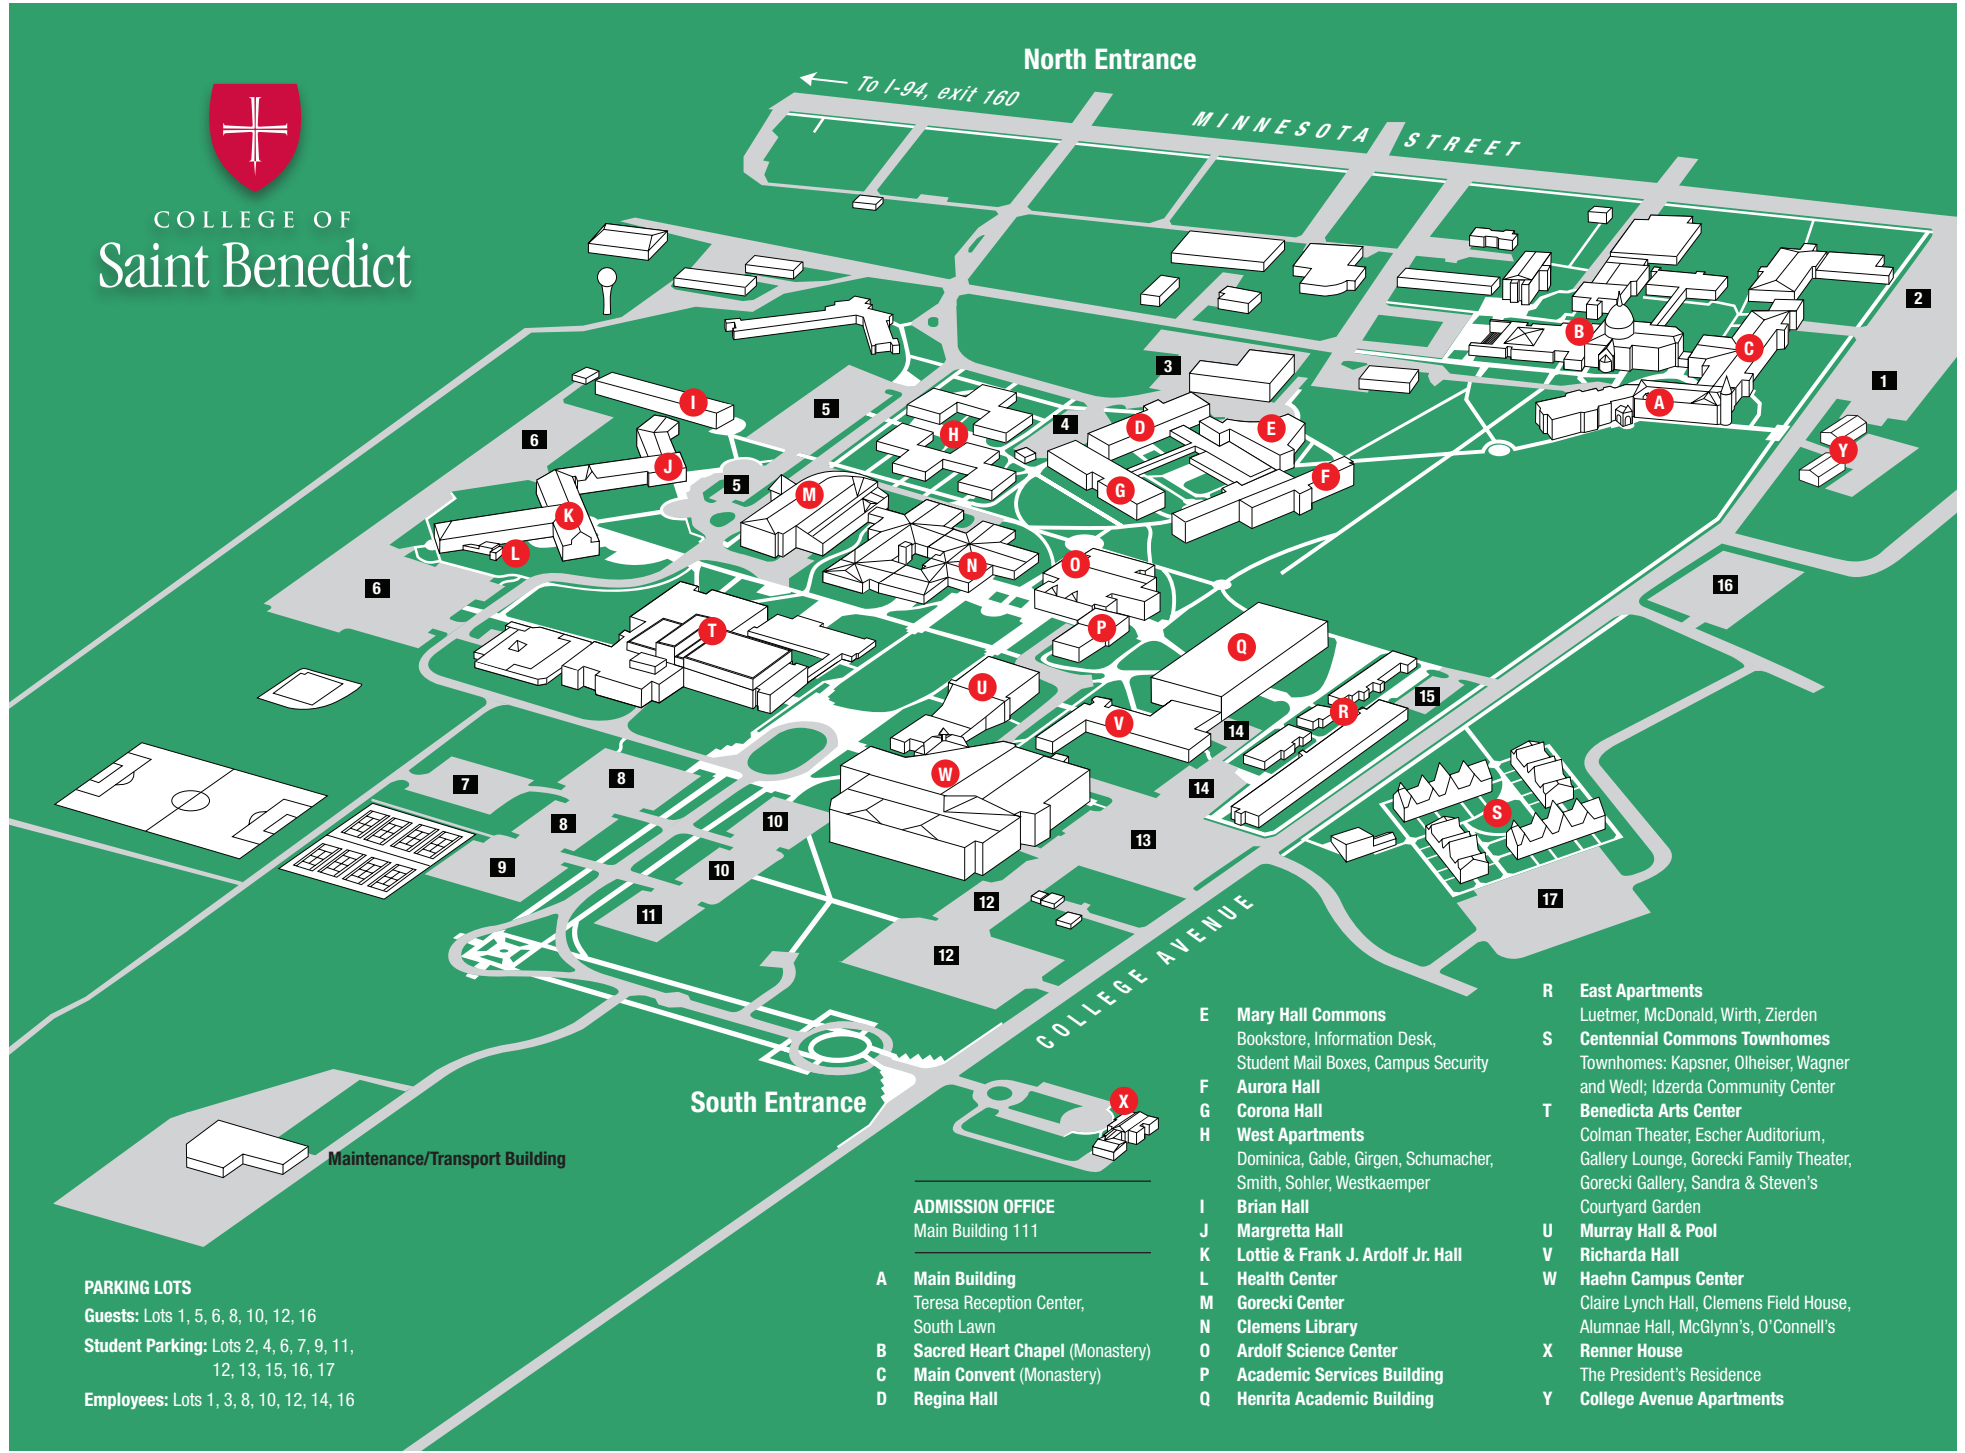 North Entrance
To I-94, exit 160
MINNESOTA STREET
COLLEGE OF
Saint Benedict
2
B
C
3
1
I
5
A
6
H
4
D
E
Y
J
5
M
G
F
K
L
N
O
6
16
T
P
Q
U
15
V
R
14
W
7
8
14
10
S
8
13
9
10
17
11
12
12
COLLEGE AVENUE
South Entrance
X
Maintenance/Transport Building
PARKING LOTS
Guests: Lots 1, 5, 6, 8, 10, 12, 16
Student Parking: Lots 2, 4, 6, 7, 9, 11,
12, 13, 15, 16, 17
Employees: Lots 1, 3, 8, 10, 12, 14, 16
ADMISSION OFFICE
Main Building 111
A Main Building
Teresa Reception Center,
South Lawn
B Sacred Heart Chapel (Monastery)
C Main Convent (Monastery)
D Regina Hall
E Mary Hall Commons
Bookstore, Information Desk,
Student Mail Boxes, Campus Security
F Aurora Hall
G Corona Hall
H West Apartments
Dominica, Gable, Girgen, Schumacher,
Smith, Sohler, Westkaemper
I Brian Hall
J Margretta Hall
K Lottie & Frank J. Ardolf Jr. Hall
L Health Center
M Gorecki Center
N Clemens Library
O Ardolf Science Center
P Academic Services Building
Q Henrita Academic Building
R East Apartments
Luetmer, McDonald, Wirth, Zierden
S Centennial Commons Townhomes
Townhomes: Kapsner, Olheiser, Wagner
and Wedl; Idzerda Community Center
T Benedicta Arts Center
Colman Theater, Escher Auditorium,
Gallery Lounge, Gorecki Family Theater,
Gorecki Gallery, Sandra & Steven's
Courtyard Garden
U Murray Hall & Pool
V Richarda Hall
W Haehn Campus Center
Claire Lynch Hall, Clemens Field House,
Alumnae Hall, McGlynn's, O'Connell's
X Renner House
The President's Residence
Y College Avenue Apartments